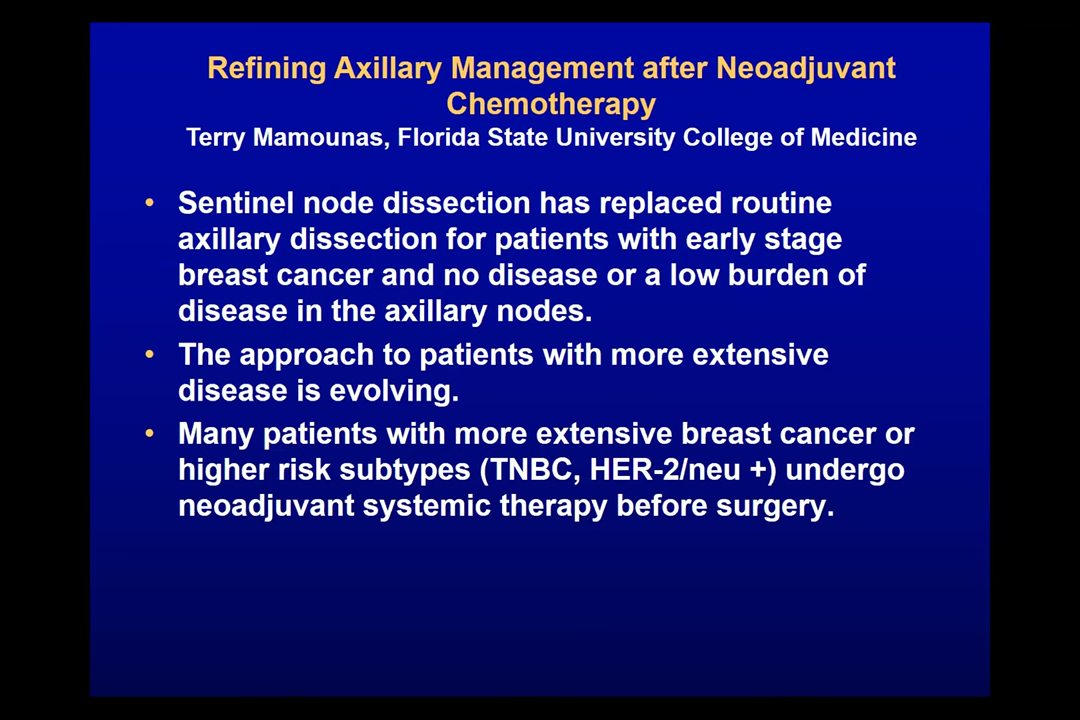 Refining Axillary Management after Neoadjuvant
Chemotherapy
Terry Mamounas, Florida State University College of Medicine
• Sentinel node dissection has replaced routine
axillary dissection for patients with early stage
breast cancer and no disease or a low burden of
disease in the axillary nodes.
• The approach to patients with more extensive
disease is evolving.
• Many patients with more extensive breast cancer or
higher risk subtypes (TNBC, HER-2/neu +) undergo
neoadjuvant systemic therapy before surgery.